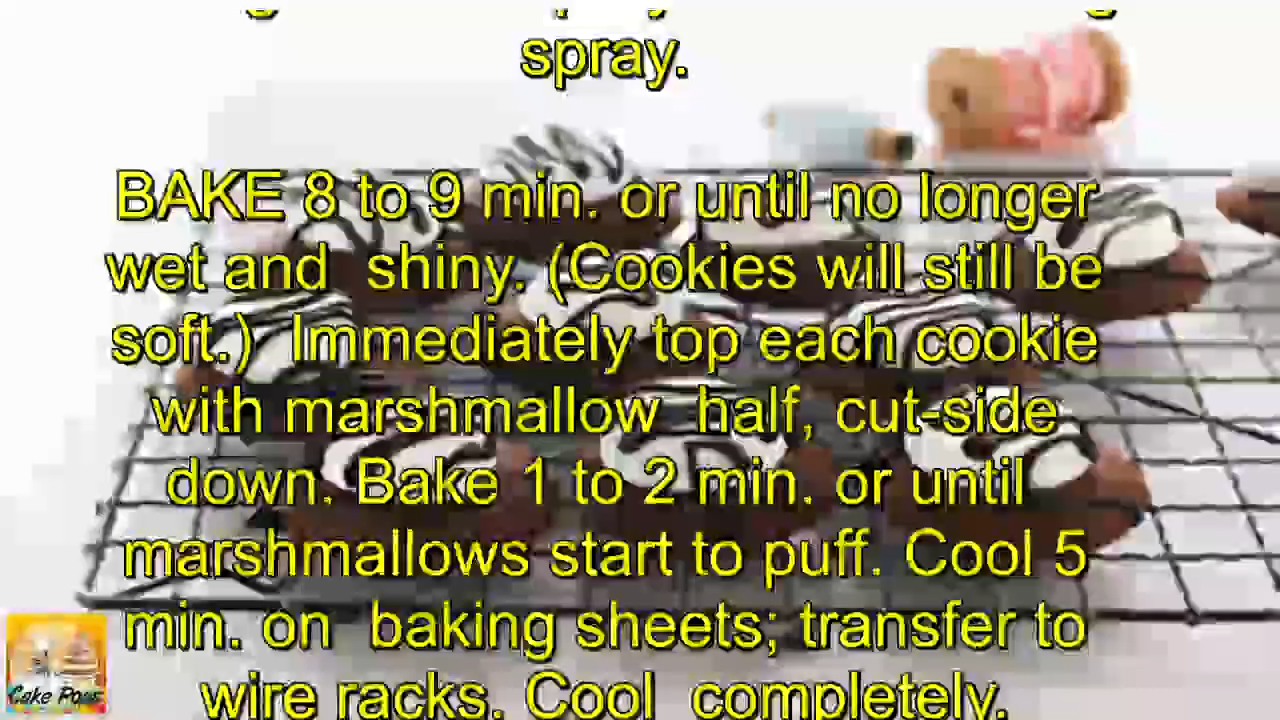 spray.
BAKE 8 to 9 min. or until no longer
wet and  shiny. (Cookies will still be
soft.)  Immediately top each cookie
with marshmallow  half, cut-side
down. Bake 1 to 2 min. or until
marshmallows start to puff. Cool 5
min. on  baking sheets; transfer to
wire racks. Cool  completely.
Cake Pops